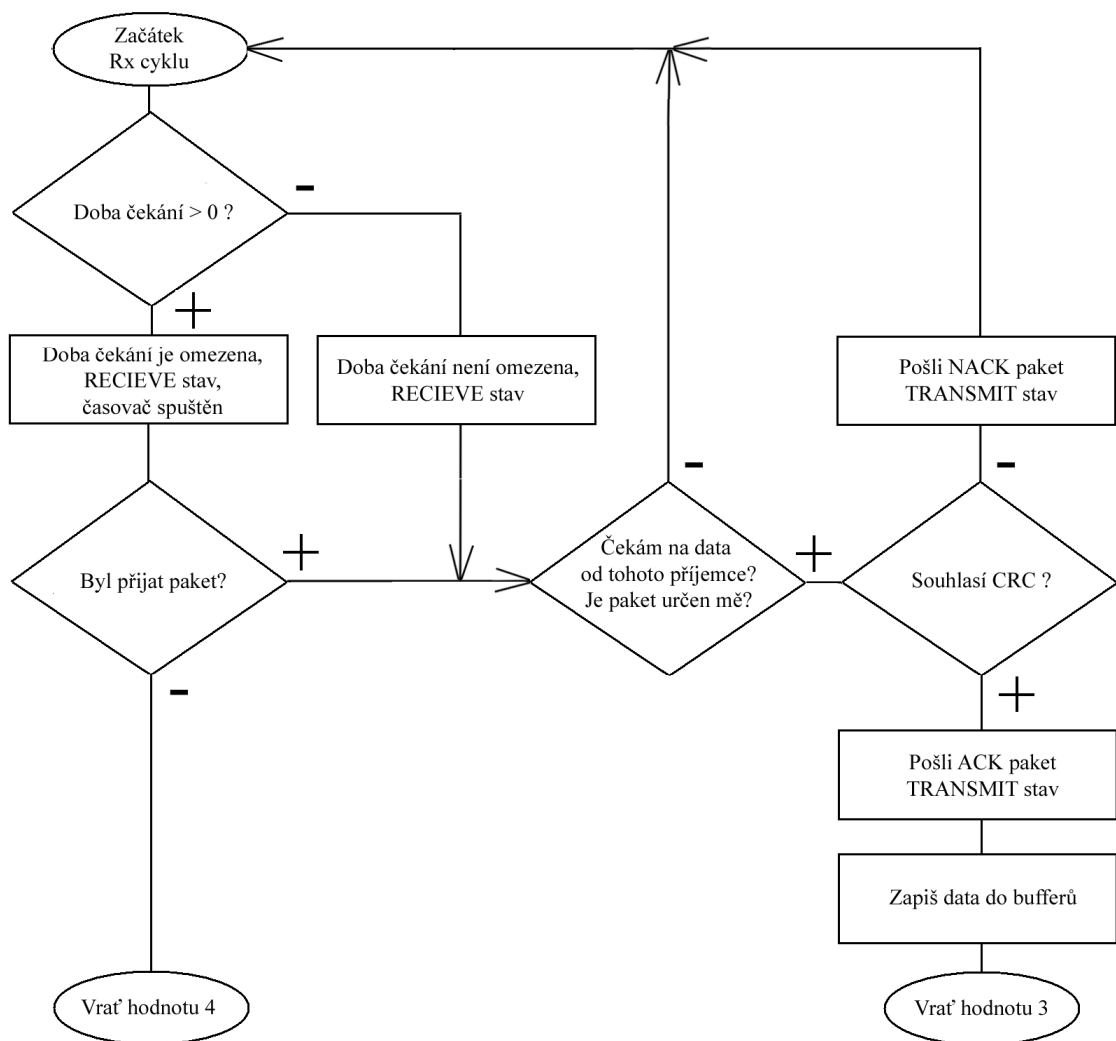 Začátek
Rx cyklu
Doba čekání > 0 ?
-
+
Doba čekání je omezena,
RECIEVE stav,
časovač spuštěn
Doba čekání není omezena,
RECIEVE stav
Pošli NACK paket
TRANSMIT stav
Byl přijat paket?
+
-
Čekám na data
od tohoto příjemce?
Je paket určen mě?
-
+
Souhlasí CRC ?
-
+
Pošli ACK paket
TRANSMIT stav
Zapiš data do bufferů
Vrať hodnotu 4
Vrať hodnotu 3